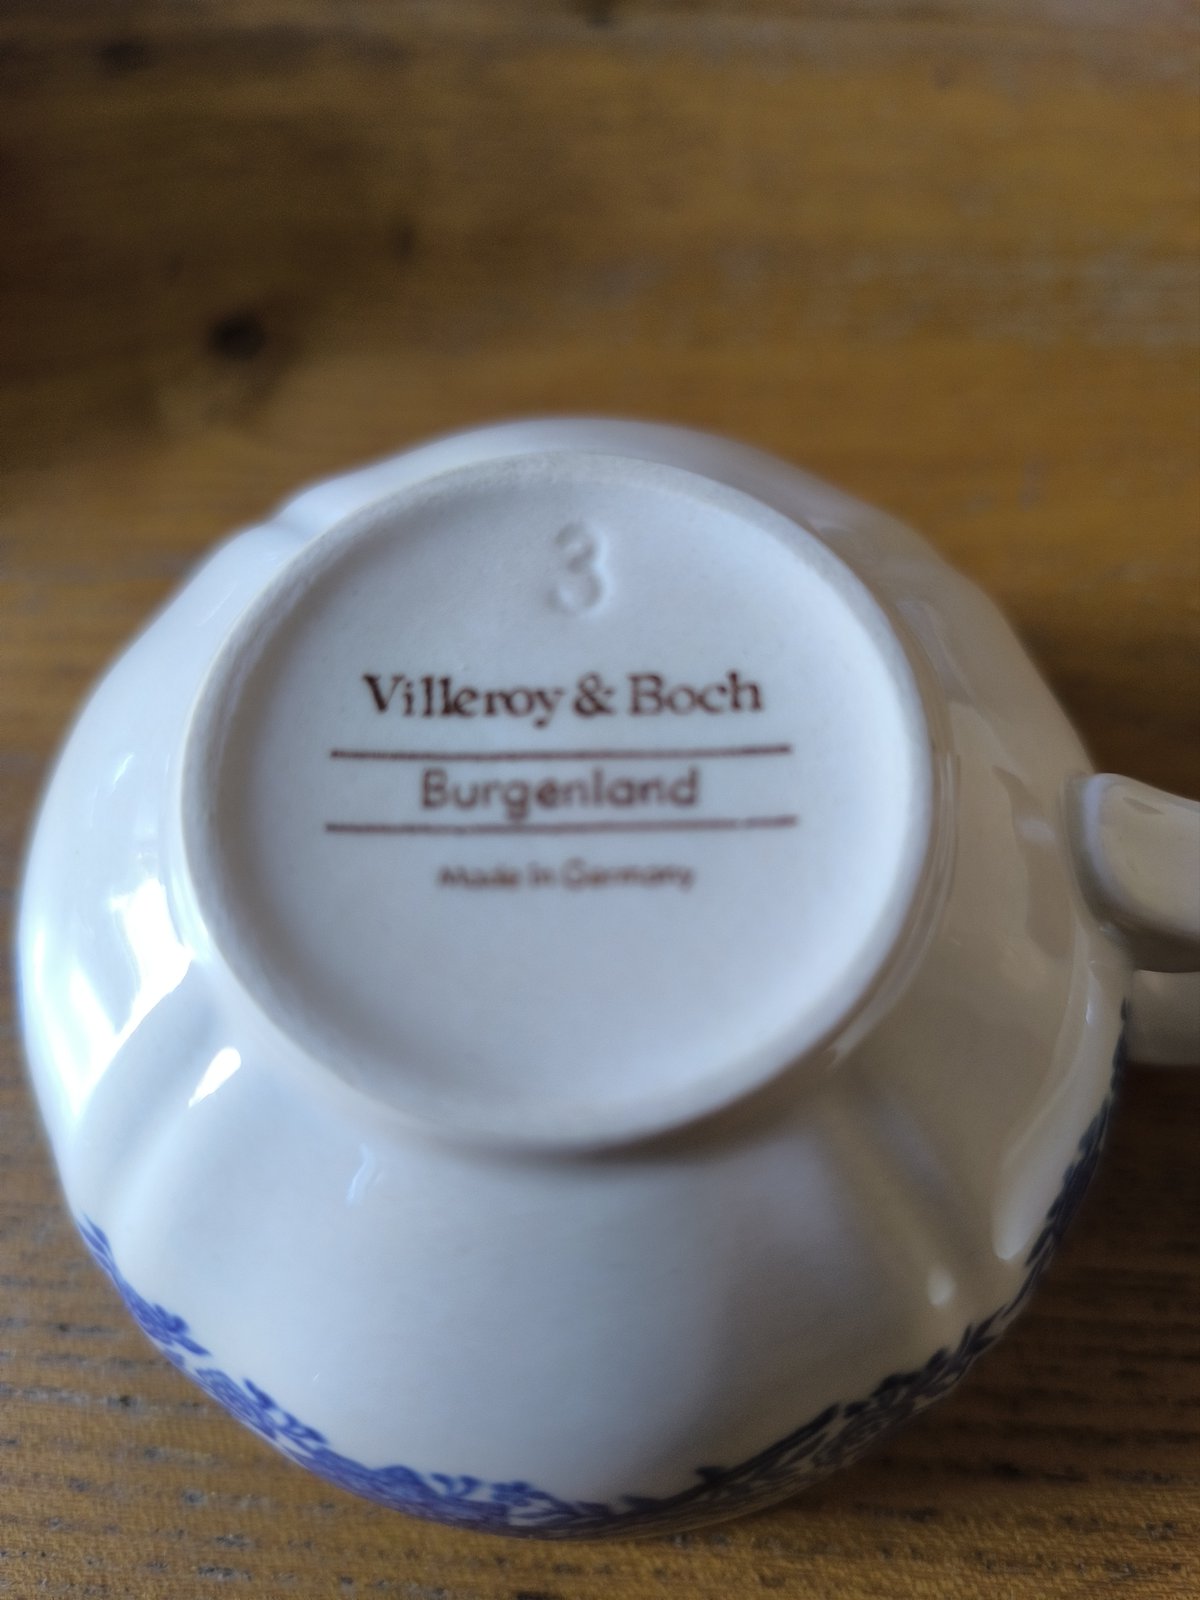 3
Villeroy & Boch
Burgenland
Made in Germany